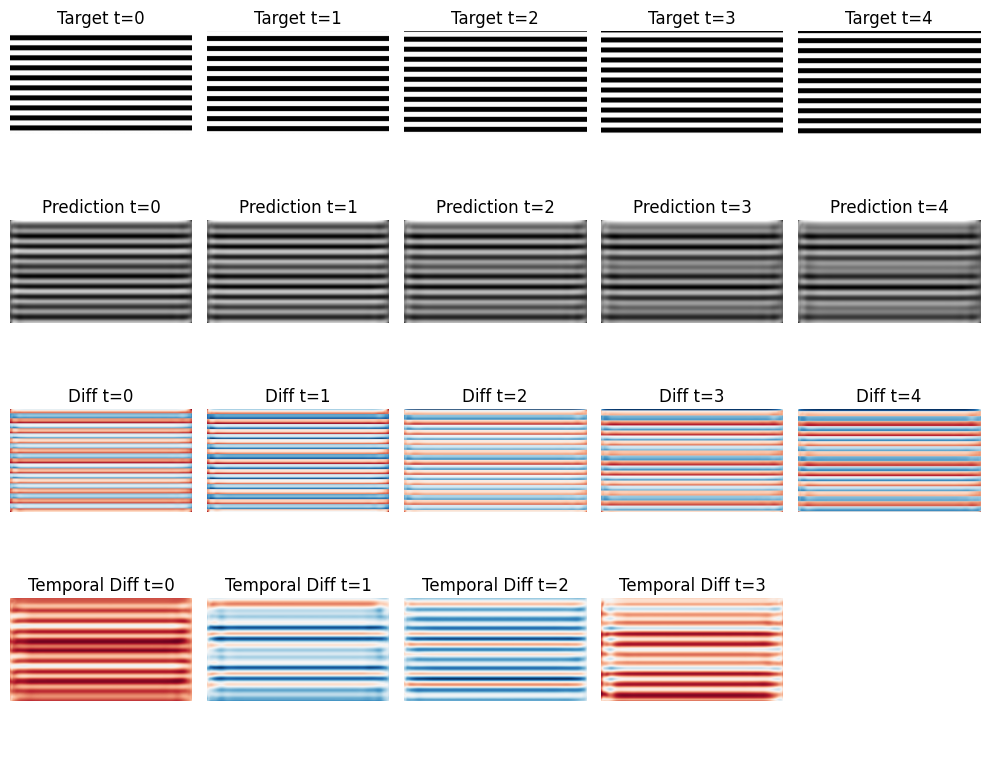 Target t=0 Target t=1 Target t=2 Target t=3 Target t=4
Prediction t=0 Prediction t=1 Prediction t=2 Prediction t=3 Prediction t=4
Diff t=0 Diff t=1 Diff t=2 Diff t=3 Diff t=4
Temporal Diff t=0 Temporal Diff t=1 Temporal Diff t=2 Temporal Diff t=3